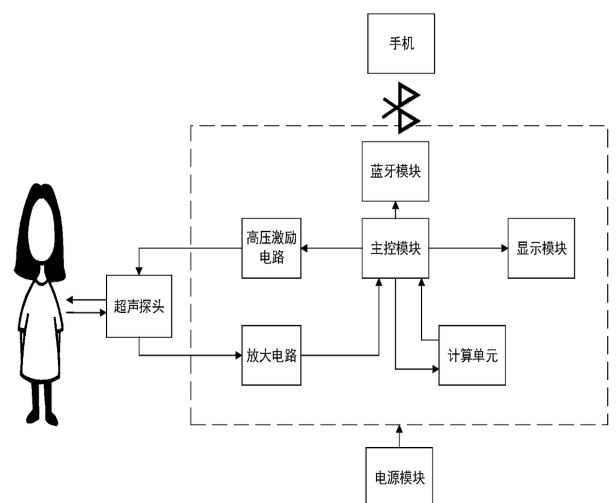 手机
蓝牙模块
高压激励
电路
主控模块
显示模块
超声探头
放大电路
计算单元
电源模块